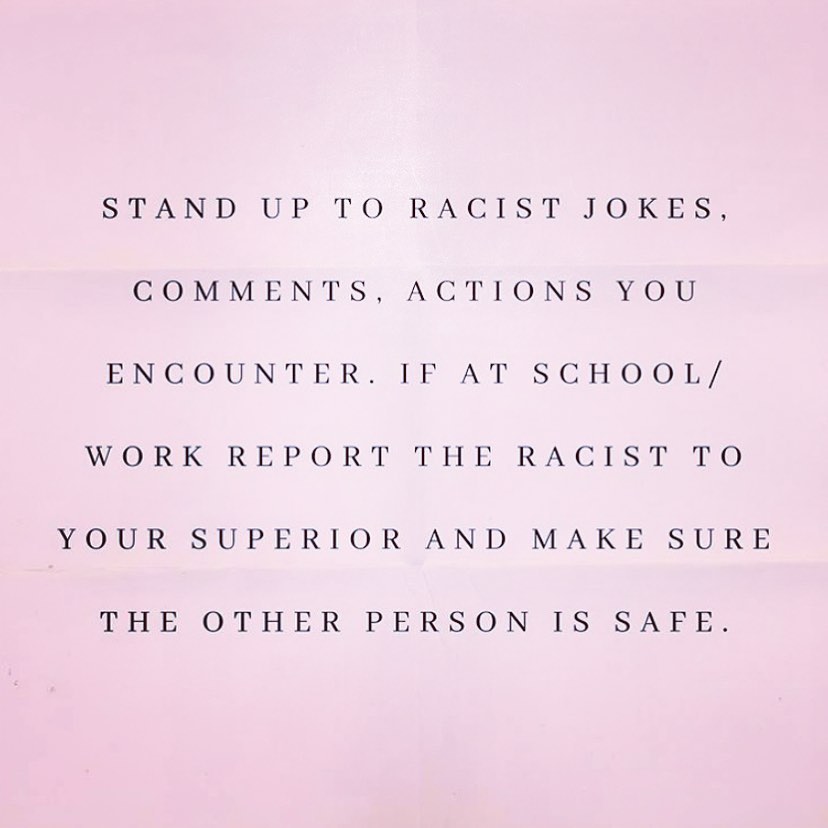 STAND UP TO RACIST JOKES,
COMMENTS, ACTIONS YOU
ENCOUNTER. IF AT SCHOOL/
WORK REPORT THE RACIST TO
YOUR SUPERIOR AND MAKE SURE
THE OTHER PERSON IS SAFE.